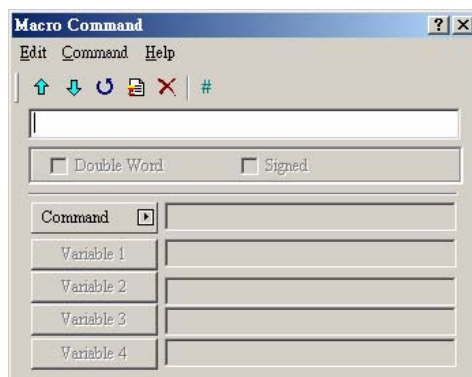 Macro Command
Edit Command Help
#
Double Word Signed
Command
Variable 1
Variable 2
Variable 3
Variable 4